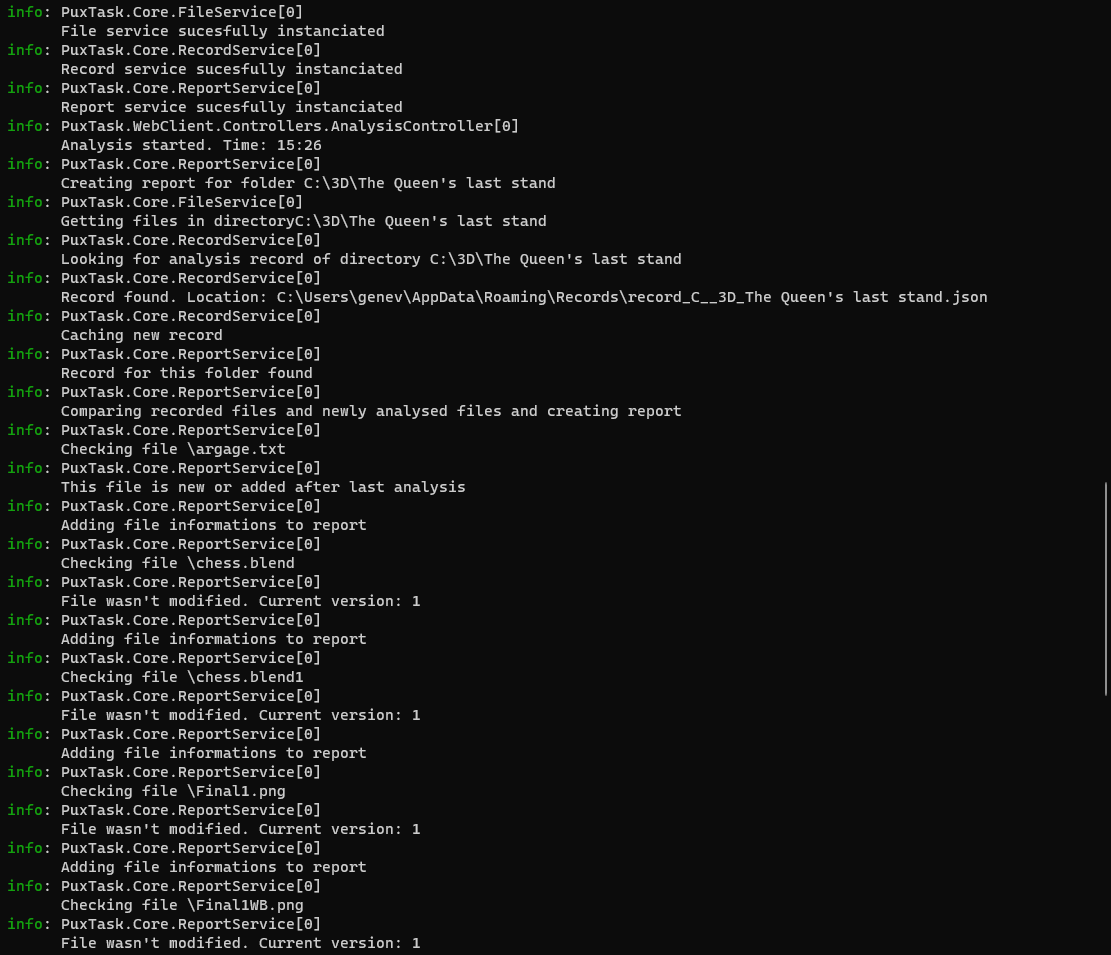 info: PuxTask.Core.FileService[0]
      File service sucesfully instanciated
info: PuxTask.Core.RecordService[0]
      Record service sucesfully instanciated
info: PuxTask.Core.ReportService[0]
      Report service sucesfully instanciated
info: PuxTask.WebClient.Controllers.AnalysisController[0]
      Analysis started. Time: 15:26
info: PuxTask.Core.ReportService[0]
      Creating report for folder C:\3D\The Queen's last stand
info: PuxTask.Core.FileService[0]
      Getting files in directoryC:\3D\The Queen's last stand
info: PuxTask.Core.RecordService[0]
      Looking for analysis record of directory C:\3D\The Queen's last stand
info: PuxTask.Core.RecordService[0]
      Record found. Location: C:\Users\genev\AppData\Roaming\Records\record_C__3D_The Queen's last stand.json
info: PuxTask.Core.RecordService[0]
      Caching new record
info: PuxTask.Core.ReportService[0]
      Record for this folder found
info: PuxTask.Core.ReportService[0]
      Comparing recorded files and newly analysed files and creating report
info: PuxTask.Core.ReportService[0]
      Checking file \argage.txt
info: PuxTask.Core.ReportService[0]
      This file is new or added after last analysis
info: PuxTask.Core.ReportService[0]
      Adding file informations to report
info: PuxTask.Core.ReportService[0]
      Checking file \chess.blend
info: PuxTask.Core.ReportService[0]
      File wasn't modified. Current version: 1
info: PuxTask.Core.ReportService[0]
      Adding file informations to report
info: PuxTask.Core.ReportService[0]
      Checking file \chess.blend1
info: PuxTask.Core.ReportService[0]
      File wasn't modified. Current version: 1
info: PuxTask.Core.ReportService[0]
      Adding file informations to report
info: PuxTask.Core.ReportService[0]
      Checking file \Final1.png
info: PuxTask.Core.ReportService[0]
      File wasn't modified. Current version: 1
info: PuxTask.Core.ReportService[0]
      Adding file informations to report
info: PuxTask.Core.ReportService[0]
      Checking file \Final1WB.png
info: PuxTask.Core.ReportService[0]
      File wasn't modified. Current version: 1